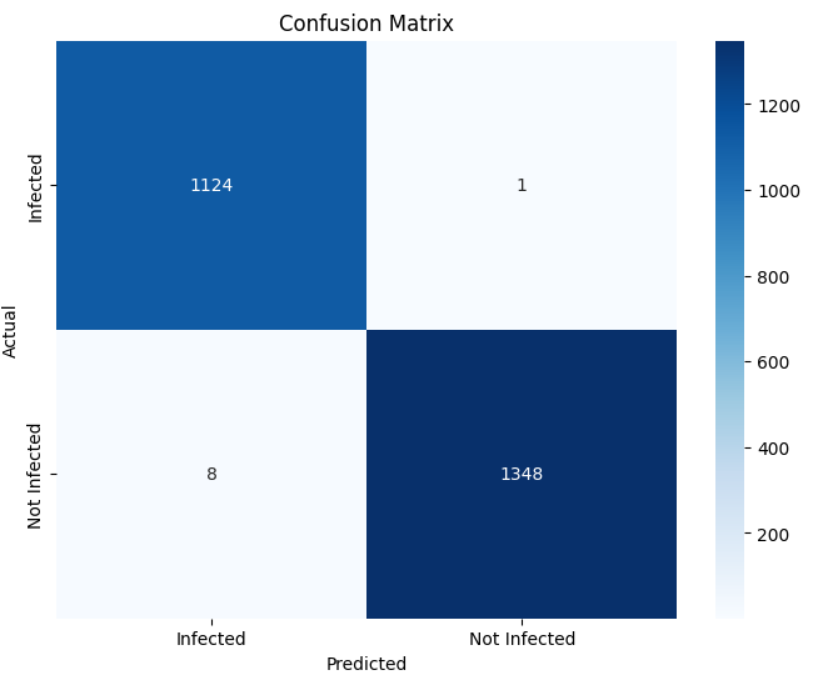 Confusion Matrix
Infected
1124
1
1200
1000
800
600
400
200
Actual
Not Infected
8
1348
Infected
Not Infected
Predicted